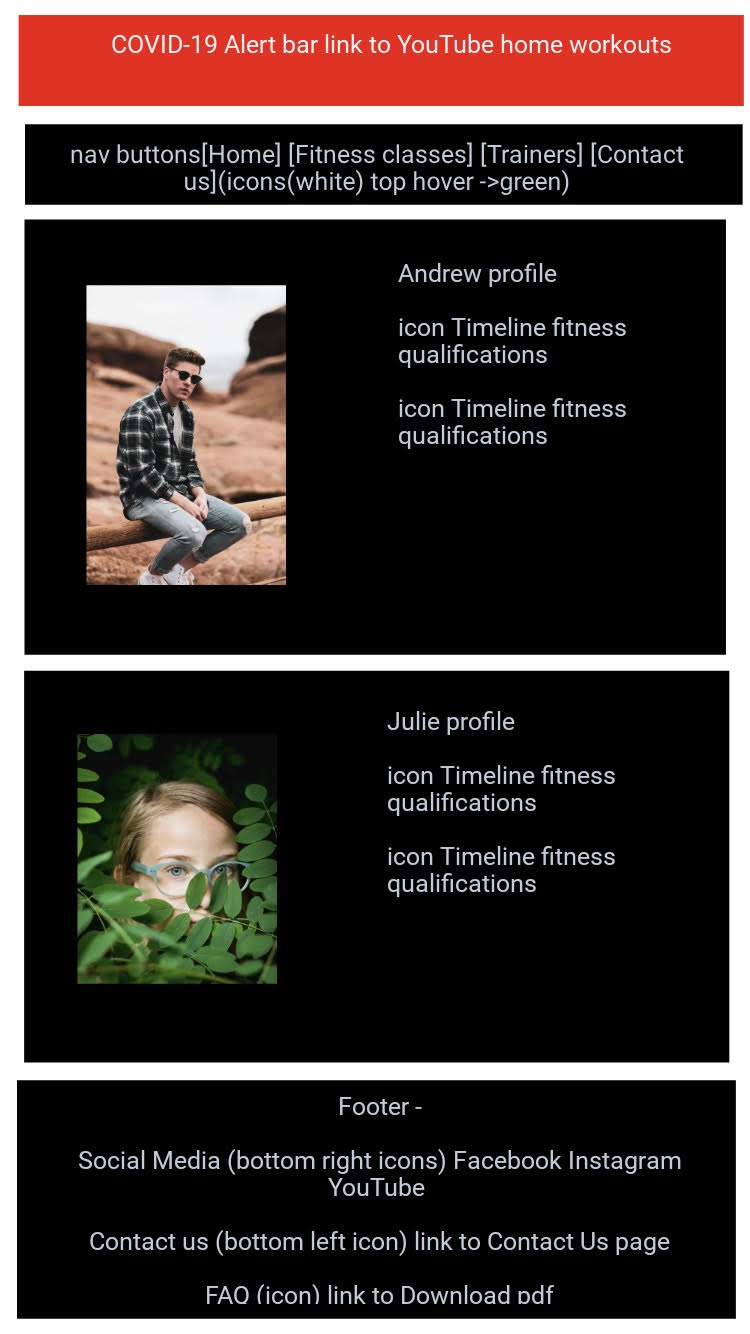 COVID-19 Alert bar link to YouTube home workouts
nav buttons[Home] [Fitness classes] [Trainers] [Contact
us](icons(white) top hover ->green)
Andrew profile
icon Timeline fitness
qualifications
icon Timeline fitness
qualifications
Julie profile
icon Timeline fitness
qualifications
icon Timeline fitness
qualifications
Footer -
Social Media (bottom right icons) Facebook Instagram
YouTube
Contact us (bottom left icon) link to Contact Us page
FAQ (icon) link to Download pdf